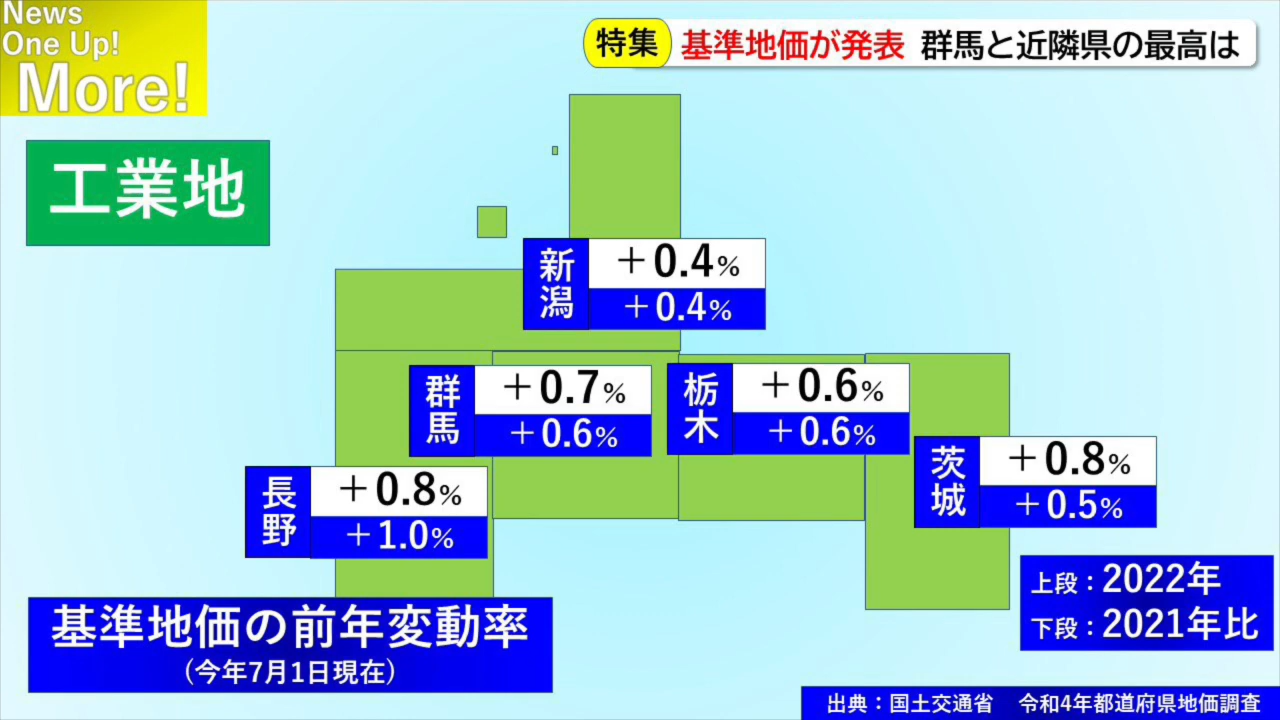 News
One Up!
More!
特集 基準地価が発表 群馬と近隣県の最高は
工業地
新潟
＋0.4%
＋0.4%
群馬
＋0.7%
＋0.6%
栃木
＋0.6%
＋0.6%
長野
＋0.8%
＋1.0%
茨城
＋0.8%
＋0.5%
上段：2022年
下段：2021年比
基準地価の前年変動率
(今年7月1日現在)
出典：国土交通省　令和4年都道府県地価調査